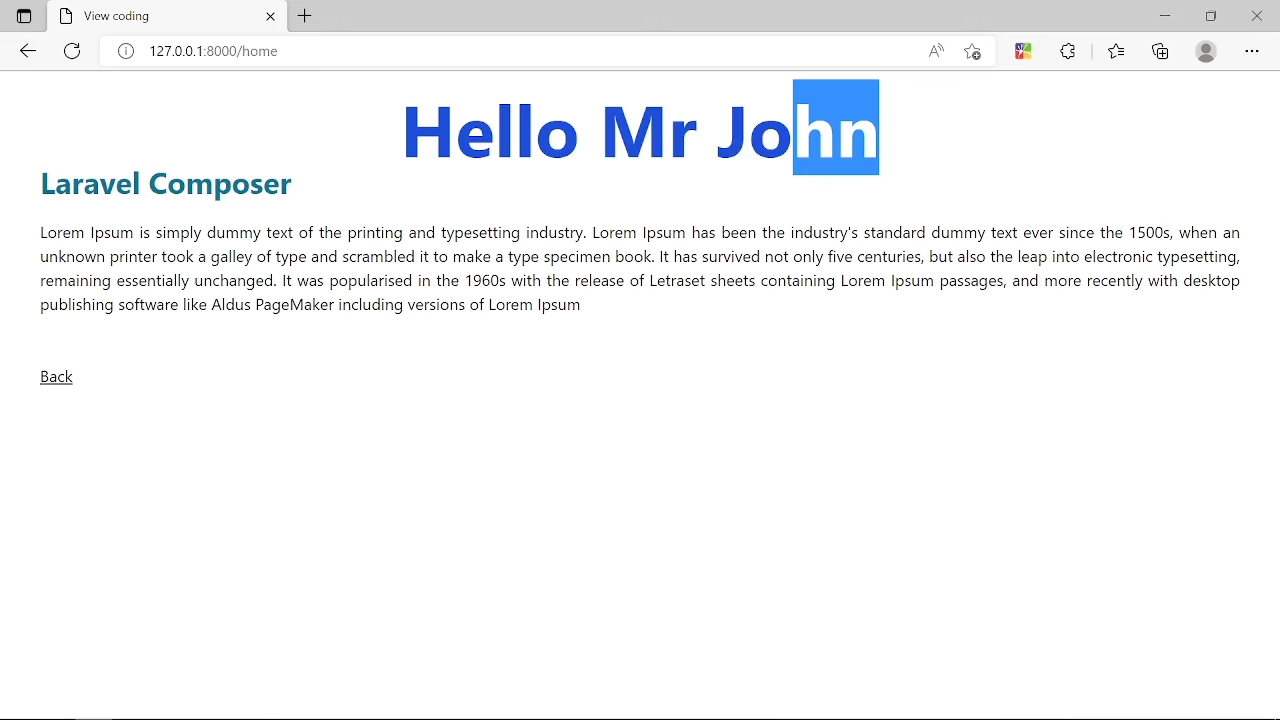 View coding
127.0.0.1:8000/home
Hello Mr John
Laravel Composer
Lorem Ipsum is simply dummy text of the printing and typesetting industry. Lorem Ipsum has been the industry's standard dummy text ever since the 1500s, when an
unknown printer took a galley of type and scrambled it to make a type specimen book. It has survived not only five centuries, but also the leap into electronic typesetting,
remaining essentially unchanged. It was popularised in the 1960s with the release of Letraset sheets containing Lorem Ipsum passages, and more recently with desktop
publishing software like Aldus PageMaker including versions of Lorem Ipsum
Back